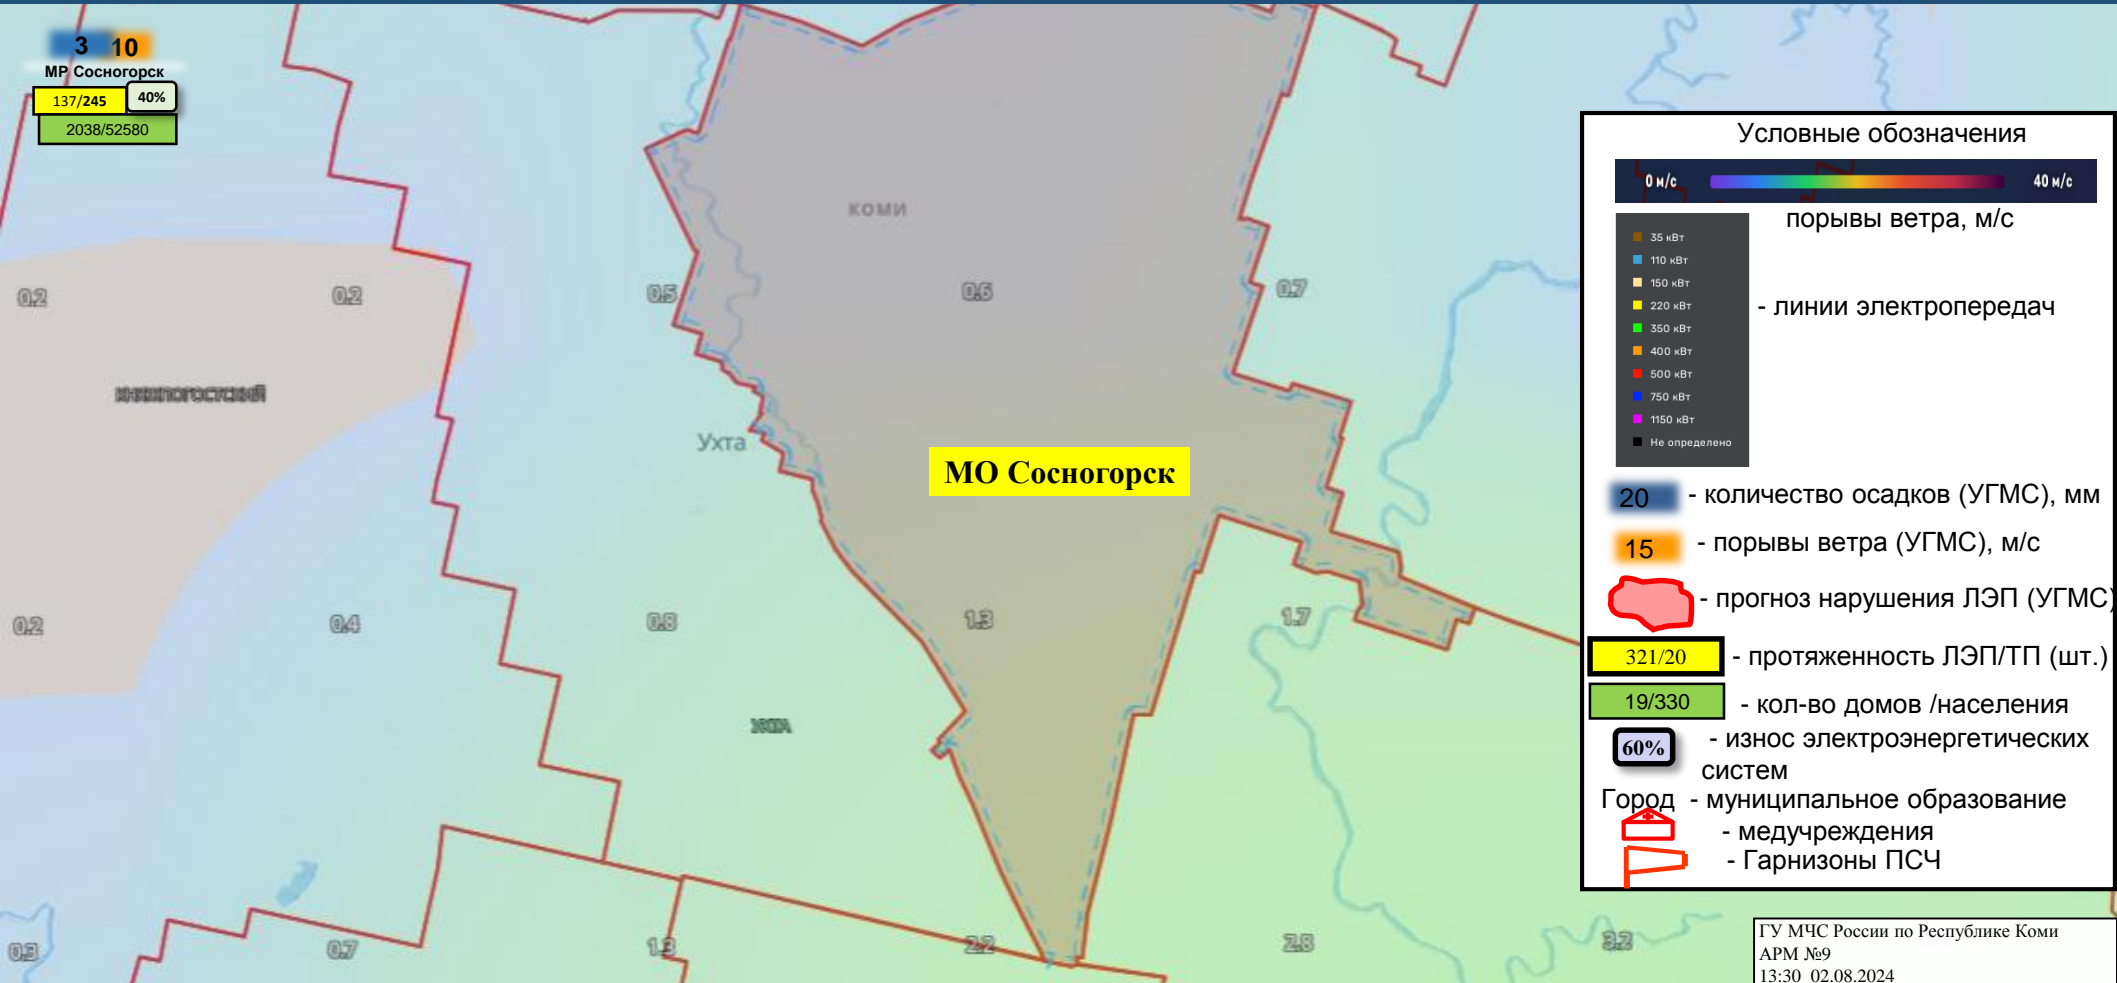 3 10
МР Сосногорск
137/245 40%
2038/52580
КОМИ
0.2 0.2 0.5 0.6 0.7
КНЯЖПОГОСТСКИЙ
Ухта
МО Сосногорск
0.2 0.4 0.8 1.3 1.7
УХТА
0.3 0.7 1.3 2.2 2.8 3.2
Условные обозначения
0 м/с 40 м/с
порывы ветра, м/с
35 кВт
110 кВт
150 кВт
220 кВт
350 кВт
400 кВт
500 кВт
750 кВт
1150 кВт
Не определено
- линии электропередач
20 - количество осадков (УГМС), мм
15 - порывы ветра (УГМС), м/с
- прогноз нарушения ЛЭП (УГМС)
321/20 - протяженность ЛЭП/ТП (шт.)
19/330 - кол-во домов /населения
60% - износ электроэнергетических
систем
Город - муниципальное образование
- медучреждения
- Гарнизоны ПСЧ
ГУ МЧС России по Республике Коми
АРМ №9
13:30 02.08.2024